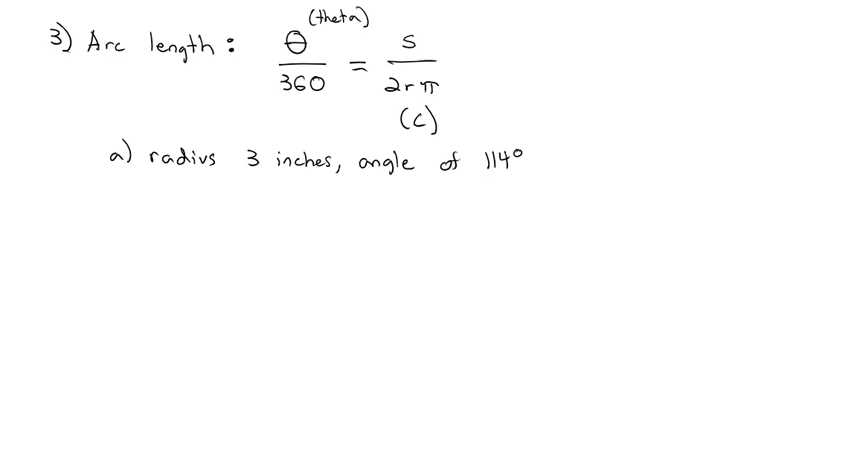 (theta)
3) Arc length: θ/360 = s/2rπ
(c)
a) radius 3 inches, angle of 114°